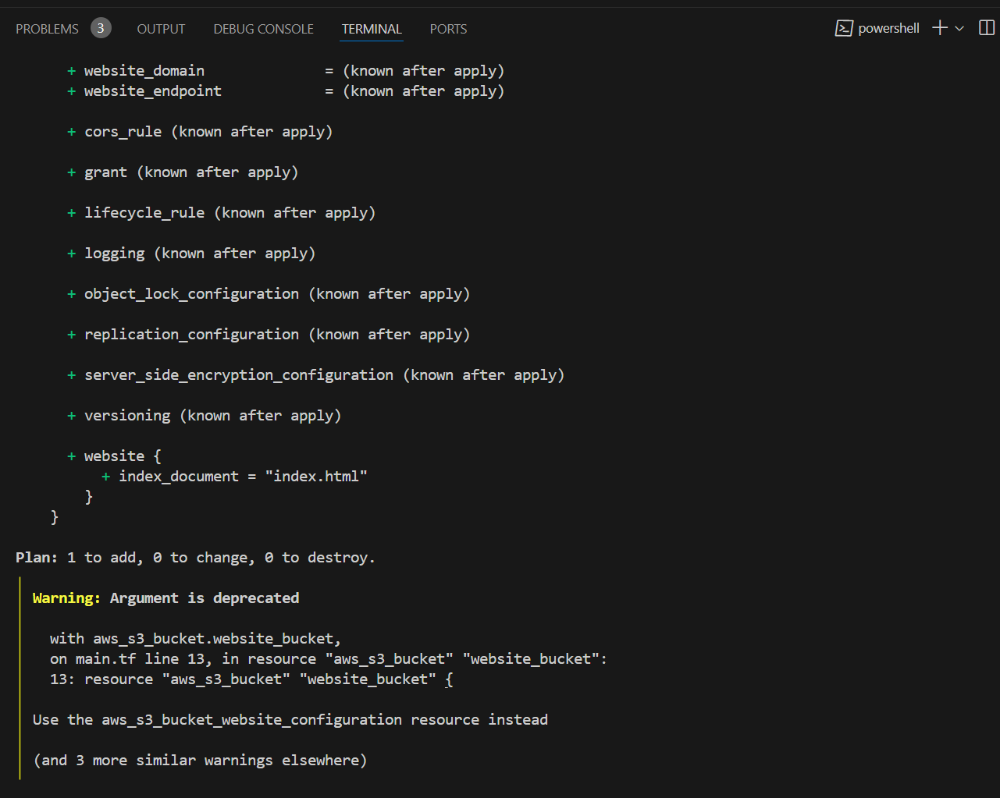 PROBLEMS 3 OUTPUT DEBUG CONSOLE TERMINAL PORTS powershell
+ website_domain = (known after apply)
+ website_endpoint = (known after apply)
+ cors_rule (known after apply)
+ grant (known after apply)
+ lifecycle_rule (known after apply)
+ logging (known after apply)
+ object_lock_configuration (known after apply)
+ replication_configuration (known after apply)
+ server_side_encryption_configuration (known after apply)
+ versioning (known after apply)
+ website {
+ index_document = "index.html"
}
}
Plan: 1 to add, 0 to change, 0 to destroy.
Warning: Argument is deprecated
with aws_s3_bucket.website_bucket,
on main.tf line 13, in resource "aws_s3_bucket" "website_bucket":
13: resource "aws_s3_bucket" "website_bucket" {
Use the aws_s3_bucket_website_configuration resource instead
(and 3 more similar warnings elsewhere)